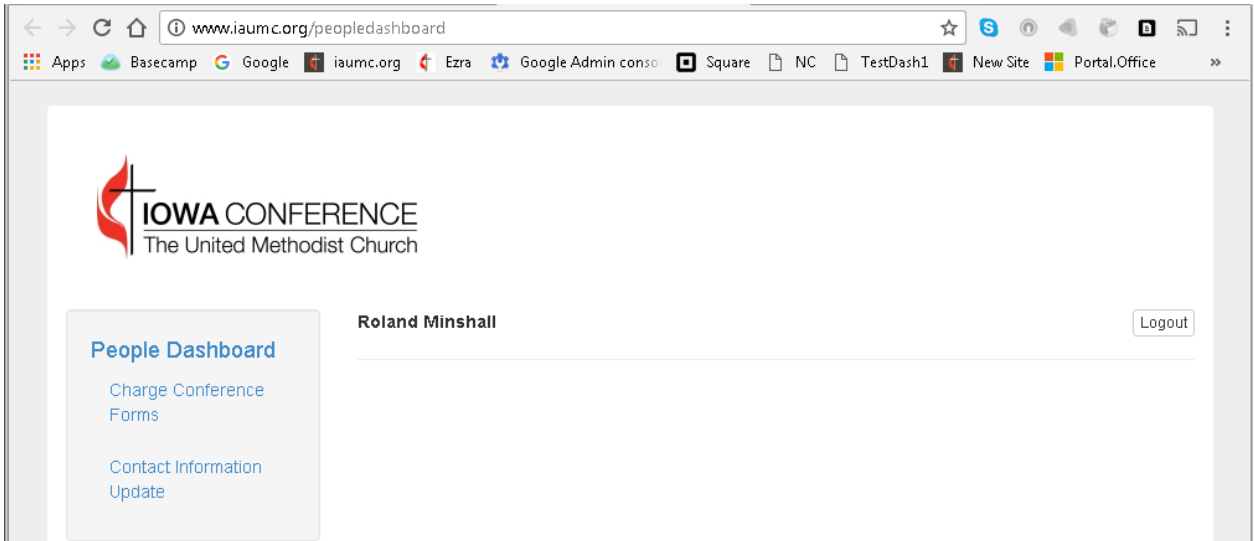 www.iaumc.org/peopledashboard
Apps Basecamp Google iaumc.org Ezra Google Admin conso Square NC TestDash1 New Site Portal.Office »
IOWA CONFERENCE
The United Methodist Church
Roland Minshall
Logout
People Dashboard
Charge Conference
Forms
Contact Information
Update